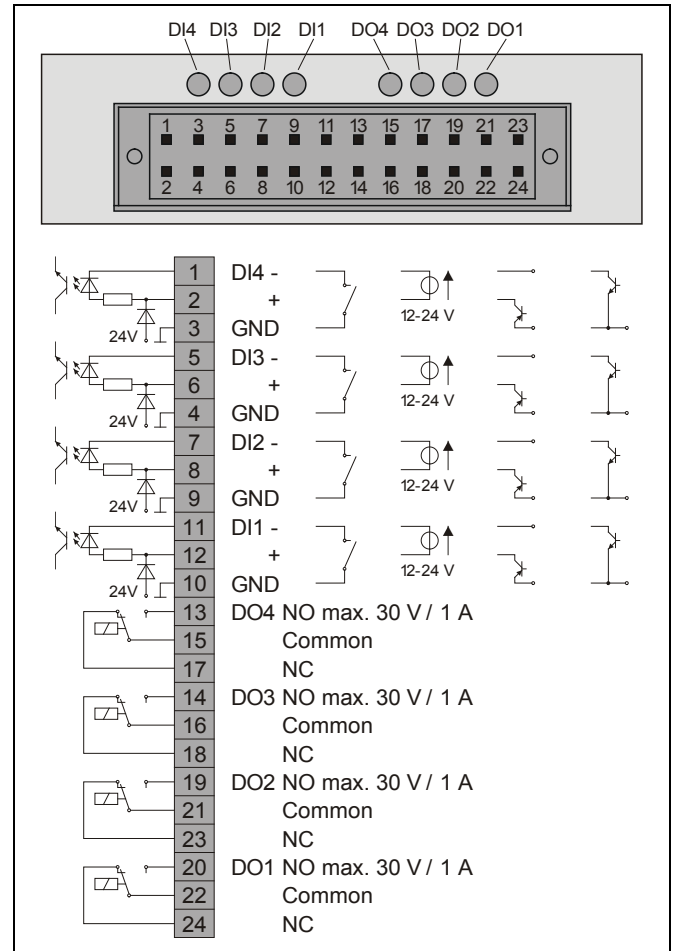 DI4 DI3 DI2 DI1 DO4 DO3 DO2 DO1
1 3 5 7 9 11 13 15 17 19 21 23
2 4 6 8 10 12 14 16 18 20 22 24
1 DI4 -
2 +
12-24 V
24V 3 GND
5 DI3 -
6 +
12-24 V
24V 4 GND
7 DI2 -
8 +
12-24 V
24V 9 GND
11 DI1 -
12 +
12-24 V
24V 10 GND
13 DO4 NO max. 30 V / 1 A
15 Common
17 NC
14 DO3 NO max. 30 V / 1 A
16 Common
18 NC
19 DO2 NO max. 30 V / 1 A
21 Common
23 NC
20 DO1 NO max. 30 V / 1 A
22 Common
24 NC